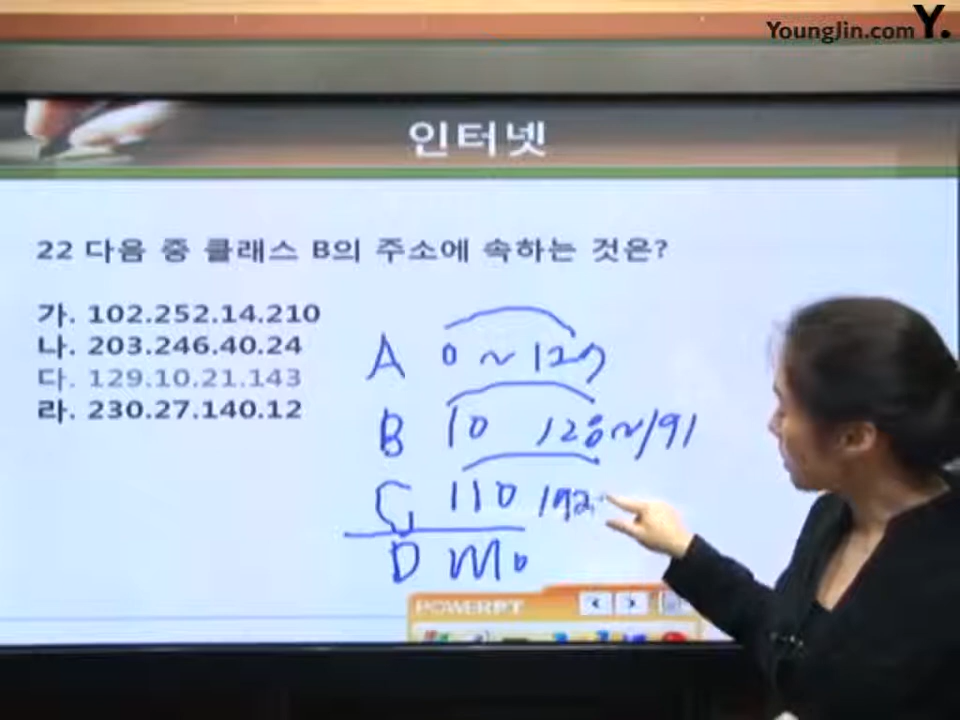 YoungJin.com Y.
인터넷
22 다음 중 클래스 B의 주소에 속하는 것은?
가. 102.252.14.210
나. 203.246.40.24
다. 129.10.21.143
라. 230.27.140.12
A 0 ~ 127
B 10 128~191
C 110 192
D 1110
POWERPT